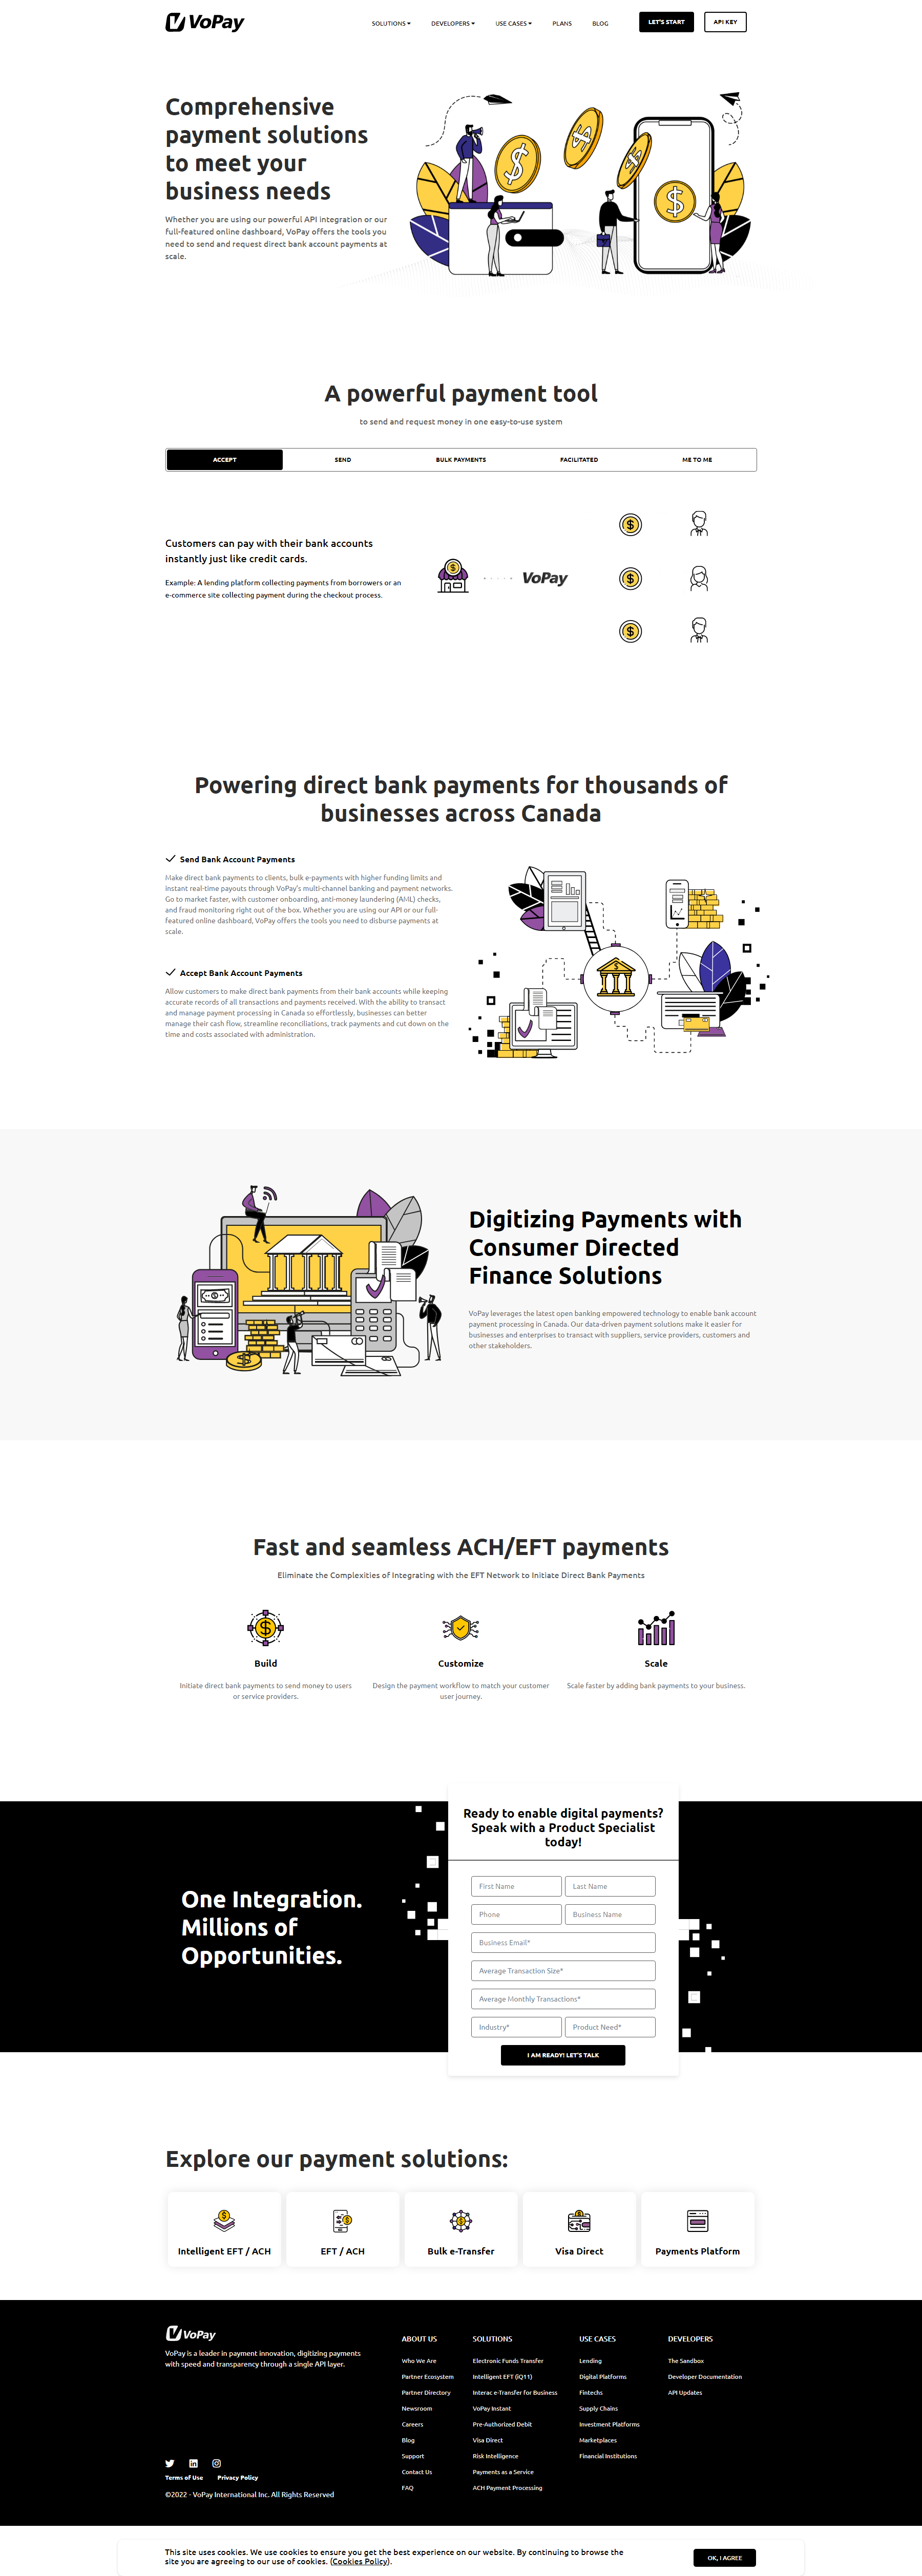 VoPay
SOLUTIONS
DEVELOPERS
USE CASES
PLANS
BLOG
LET'S START
API KEY
Comprehensive
payment solutions
to meet your
business needs
Whether you are using our powerful API integration or our
full-featured online dashboard, VoPay offers the tools you
need to send and request direct bank account payments at
scale.
A powerful payment tool
to send and request money in one easy-to-use system
ACCEPT
SEND
BULK PAYMENTS
FACILITATED
ME TO ME
Customers can pay with their bank accounts
instantly just like credit cards.
Example: A lending platform collecting payments from borrowers or an
e-commerce site collecting payment during the checkout process.
VoPay
Powering direct bank payments for thousands of
businesses across Canada
Send Bank Account Payments
Make direct bank payments to clients, bulk e-payments with higher funding limits and
instant real-time payouts through VoPay's multi-channel banking and payment networks.
Go to market faster, with customer onboarding, anti-money laundering (AML) checks,
and fraud monitoring right out of the box. Whether you are using our API or our full-
featured online dashboard, VoPay offers the tools you need to disburse payments at
scale.
Accept Bank Account Payments
Allow customers to make direct bank payments from their bank accounts while keeping
accurate records of all transactions and payments received. With the ability to transact
and manage payment processing in Canada so effortlessly, businesses can better
manage their cash flow, streamline reconciliations, track payments and cut down on the
time and costs associated with administration.
Digitizing Payments with
Consumer Directed
Finance Solutions
VoPay leverages the latest open banking empowered technology to enable bank account
payment processing in Canada. Our data-driven payment solutions make it easier for
businesses and enterprises to transact with suppliers, service providers, customers and
other stakeholders.
Fast and seamless ACH/EFT payments
Eliminate the Complexities of Integrating with the EFT Network to Initiate Direct Bank Payments
Build
Initiate direct bank payments to send money to users
or service providers.
Customize
Design the payment workflow to match your customer
user journey.
Scale
Scale faster by adding bank payments to your business.
One Integration.
Millions of
Opportunities.
Ready to enable digital payments?
Speak with a Product Specialist
today!
First Name
Last Name
Phone
Business Name
Business Email*
Average Transaction Size*
Average Monthly Transactions*
Industry*
Product Need*
I AM READY! LET'S TALK
Explore our payment solutions:
Intelligent EFT / ACH
EFT / ACH
Bulk e-Transfer
Visa Direct
Payments Platform
VoPay
VoPay is a leader in payment innovation, digitizing payments
with speed and transparency through a single API layer.
Terms of Use
Privacy Policy
©2022 - VoPay International Inc. All Rights Reserved
ABOUT US
Who We Are
Partner Ecosystem
Partner Directory
Newsroom
Careers
Blog
Support
Contact Us
FAQ
SOLUTIONS
Electronic Funds Transfer
Intelligent EFT (iQ11)
Interac e-Transfer for Business
VoPay Instant
Pre-Authorized Debit
Visa Direct
Risk Intelligence
Payments as a Service
ACH Payment Processing
USE CASES
Lending
Digital Platforms
Fintechs
Supply Chains
Investment Platforms
Marketplaces
Financial Institutions
DEVELOPERS
The Sandbox
Developer Documentation
API Updates
This site uses cookies. We use cookies to ensure you get the best experience on our website. By continuing to browse the
site you are agreeing to our use of cookies. (Cookies Policy).
OK, I AGREE